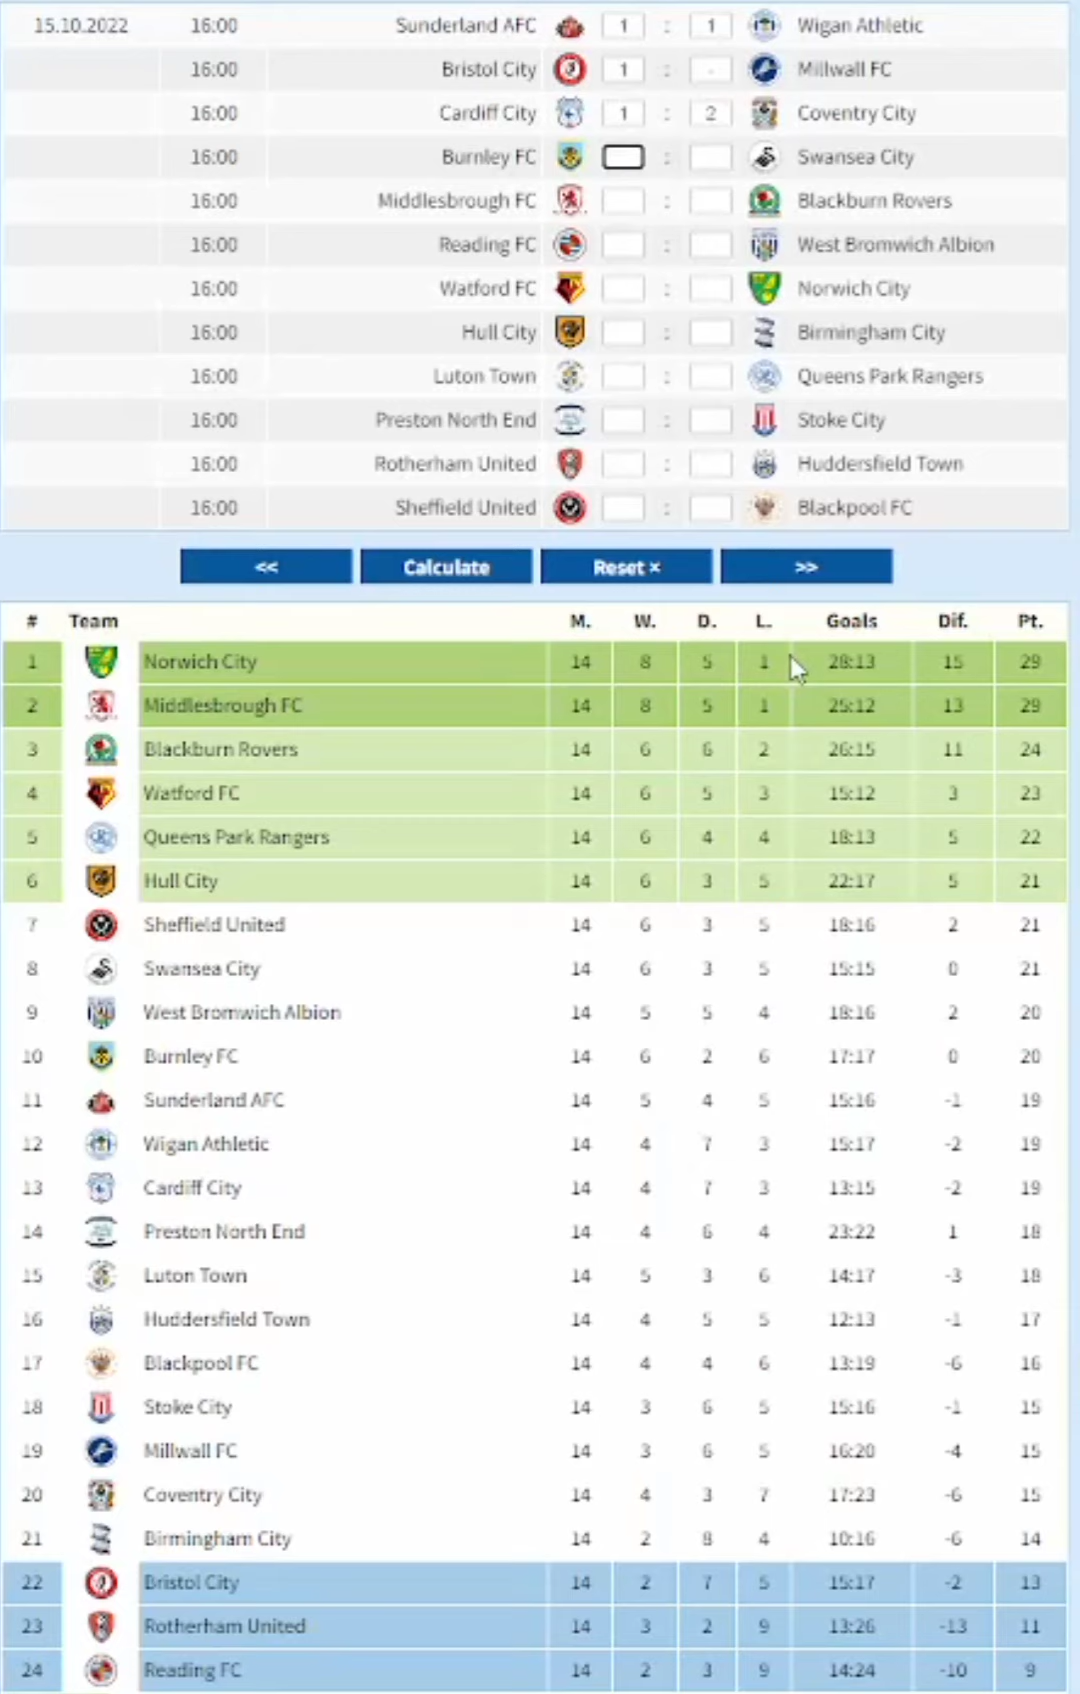 15.10.2022 16:00 Sunderland AFC 1 : 1 Wigan Athletic
16:00 Bristol City 1 : - Millwall FC
16:00 Cardiff City 1 : 2 Coventry City
16:00 Burnley FC : Swansea City
16:00 Middlesbrough FC : Blackburn Rovers
16:00 Reading FC : West Bromwich Albion
16:00 Watford FC : Norwich City
16:00 Hull City : Birmingham City
16:00 Luton Town : Queens Park Rangers
16:00 Preston North End : Stoke City
16:00 Rotherham United : Huddersfield Town
16:00 Sheffield United : Blackpool FC
<< Calculate Reset × >>
# Team M. W. D. L. Goals Dif. Pt.
1 Norwich City 14 8 5 1 28:13 15 29
2 Middlesbrough FC 14 8 5 1 25:12 13 29
3 Blackburn Rovers 14 6 6 2 26:15 11 24
4 Watford FC 14 6 5 3 15:12 3 23
5 Queens Park Rangers 14 6 4 4 18:13 5 22
6 Hull City 14 6 3 5 22:17 5 21
7 Sheffield United 14 6 3 5 18:16 2 21
8 Swansea City 14 6 3 5 15:15 0 21
9 West Bromwich Albion 14 5 5 4 18:16 2 20
10 Burnley FC 14 6 2 6 17:17 0 20
11 Sunderland AFC 14 5 4 5 15:16 -1 19
12 Wigan Athletic 14 4 7 3 15:17 -2 19
13 Cardiff City 14 4 7 3 13:15 -2 19
14 Preston North End 14 4 6 4 23:22 1 18
15 Luton Town 14 5 3 6 14:17 -3 18
16 Huddersfield Town 14 4 5 5 12:13 -1 17
17 Blackpool FC 14 4 4 6 13:19 -6 16
18 Stoke City 14 3 6 5 15:16 -1 15
19 Millwall FC 14 3 6 5 16:20 -4 15
20 Coventry City 14 4 3 7 17:23 -6 15
21 Birmingham City 14 2 8 4 10:16 -6 14
22 Bristol City 14 2 7 5 15:17 -2 13
23 Rotherham United 14 3 2 9 13:26 -13 11
24 Reading FC 14 2 3 9 14:24 -10 9